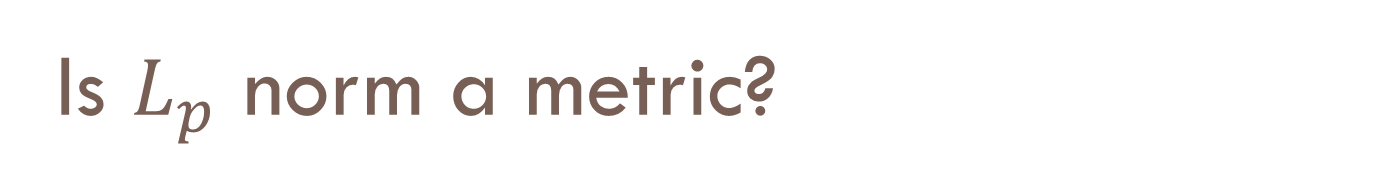 Is $L_p$ norm a metric?